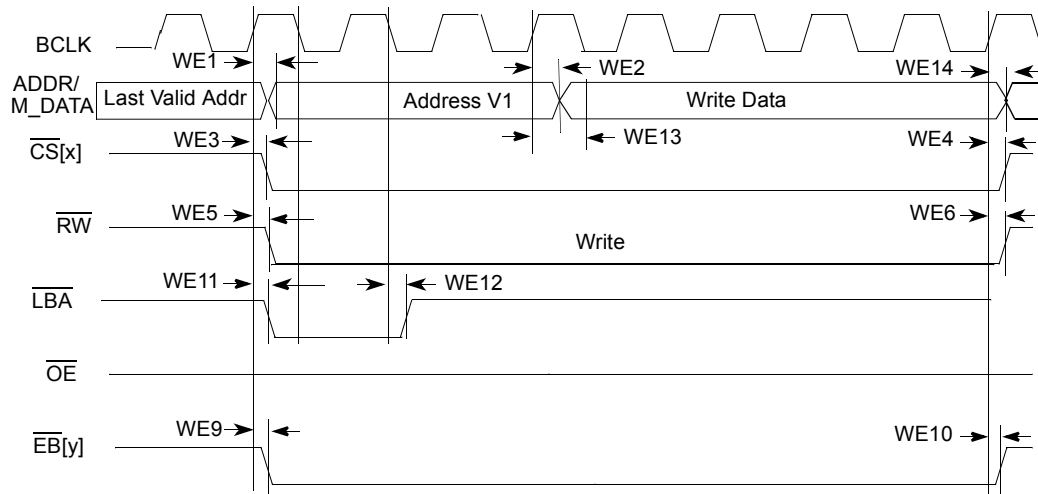 BCLK
WE1
WE2
WE14
ADDR/
M_DATA
Last Valid Addr
Address V1
Write Data
WE13
WE3
WE4
CS[x]
WE5
WE6
RW
Write
WE11
WE12
LBA
OE
WE9
WE10
EB[y]